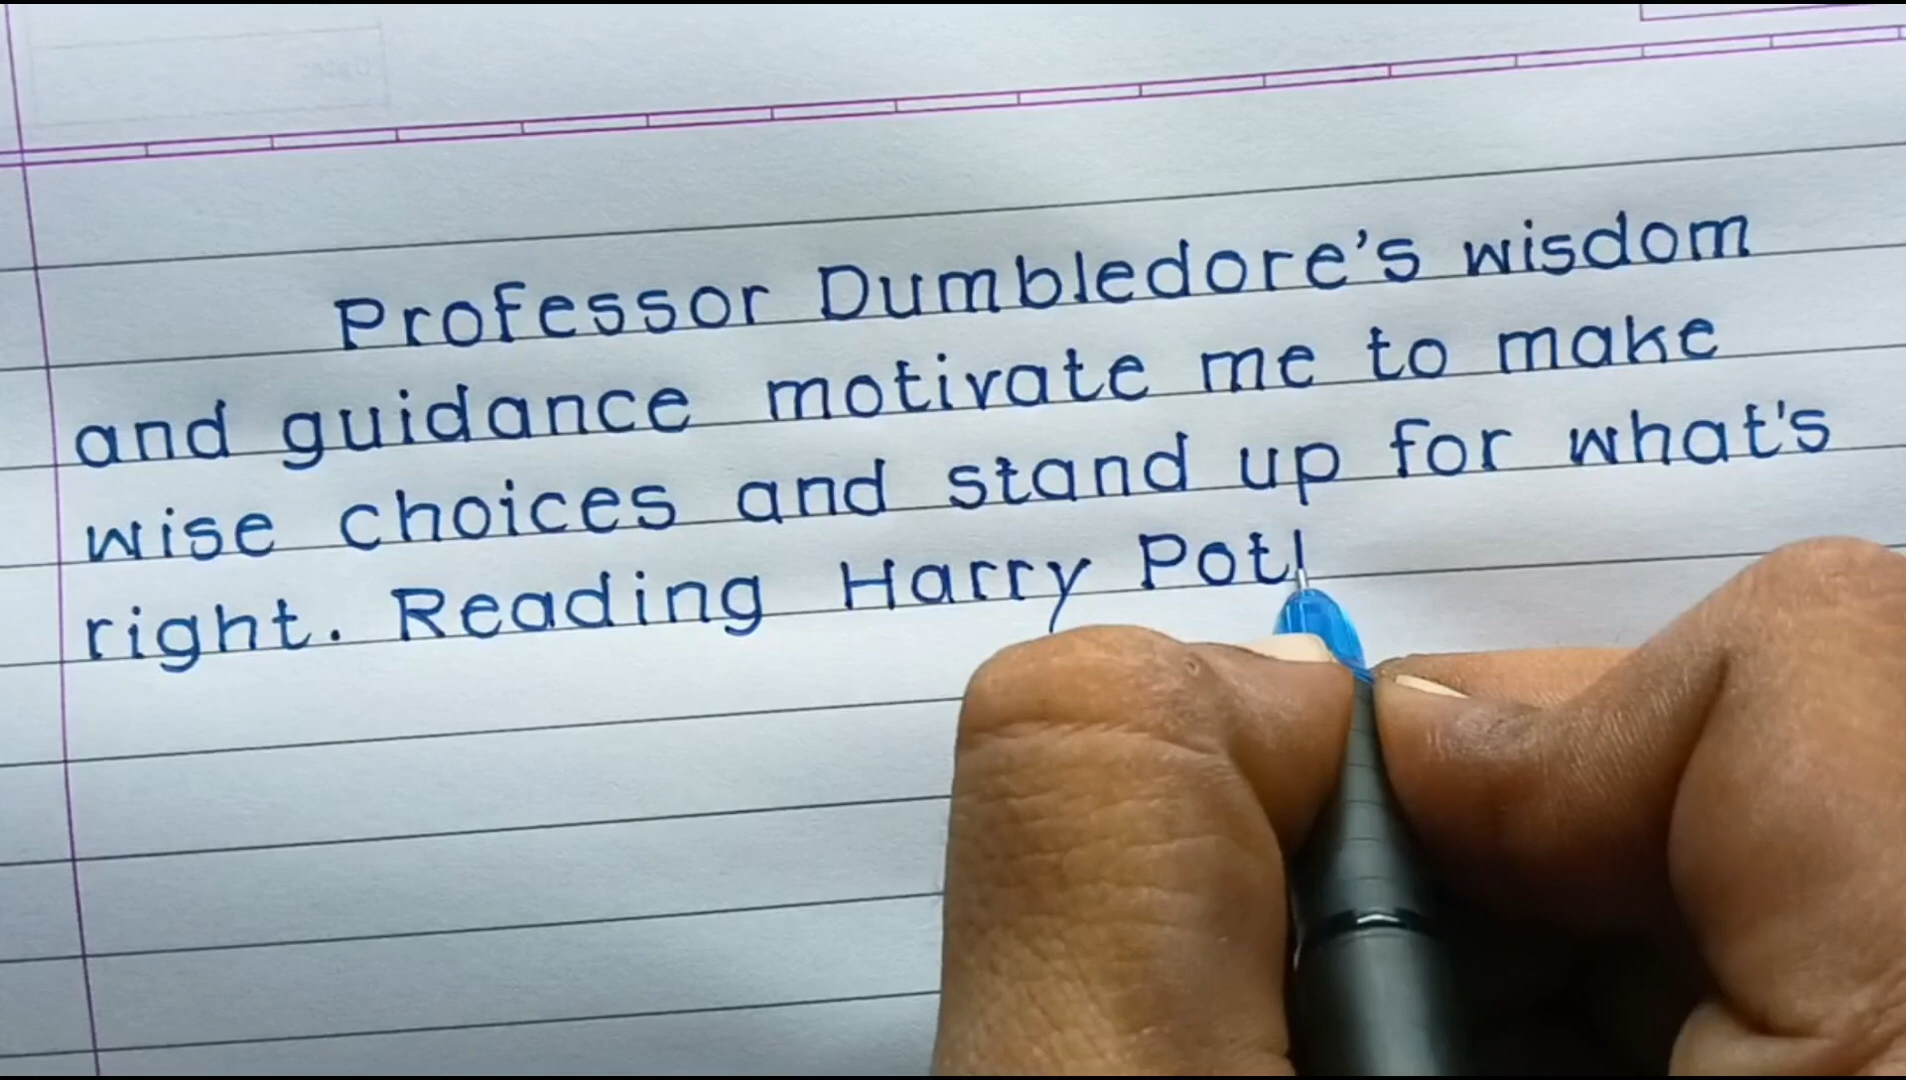 Professor Dumbledore's wisdom
and guidance motivate me to make
wise choices and stand up for what's
right. Reading Harry Pot